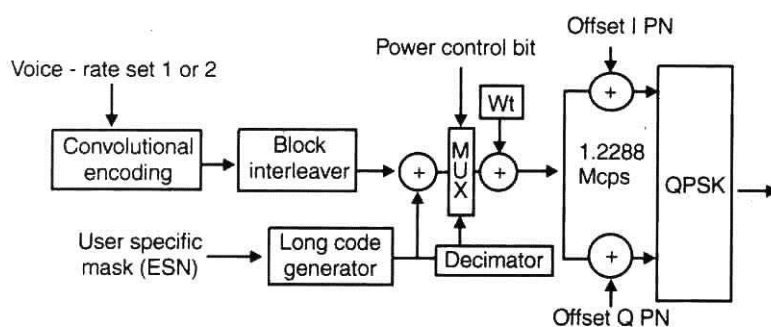 Offset I PN
Power control bit
Voice - rate set 1 or 2
Wt
Convolutional
encoding
Block
interleaver
+
MUX
+
+
1.2288
Mcps
QPSK
User specific
mask (ESN)
Long code
generator
Decimator
+
Offset Q PN